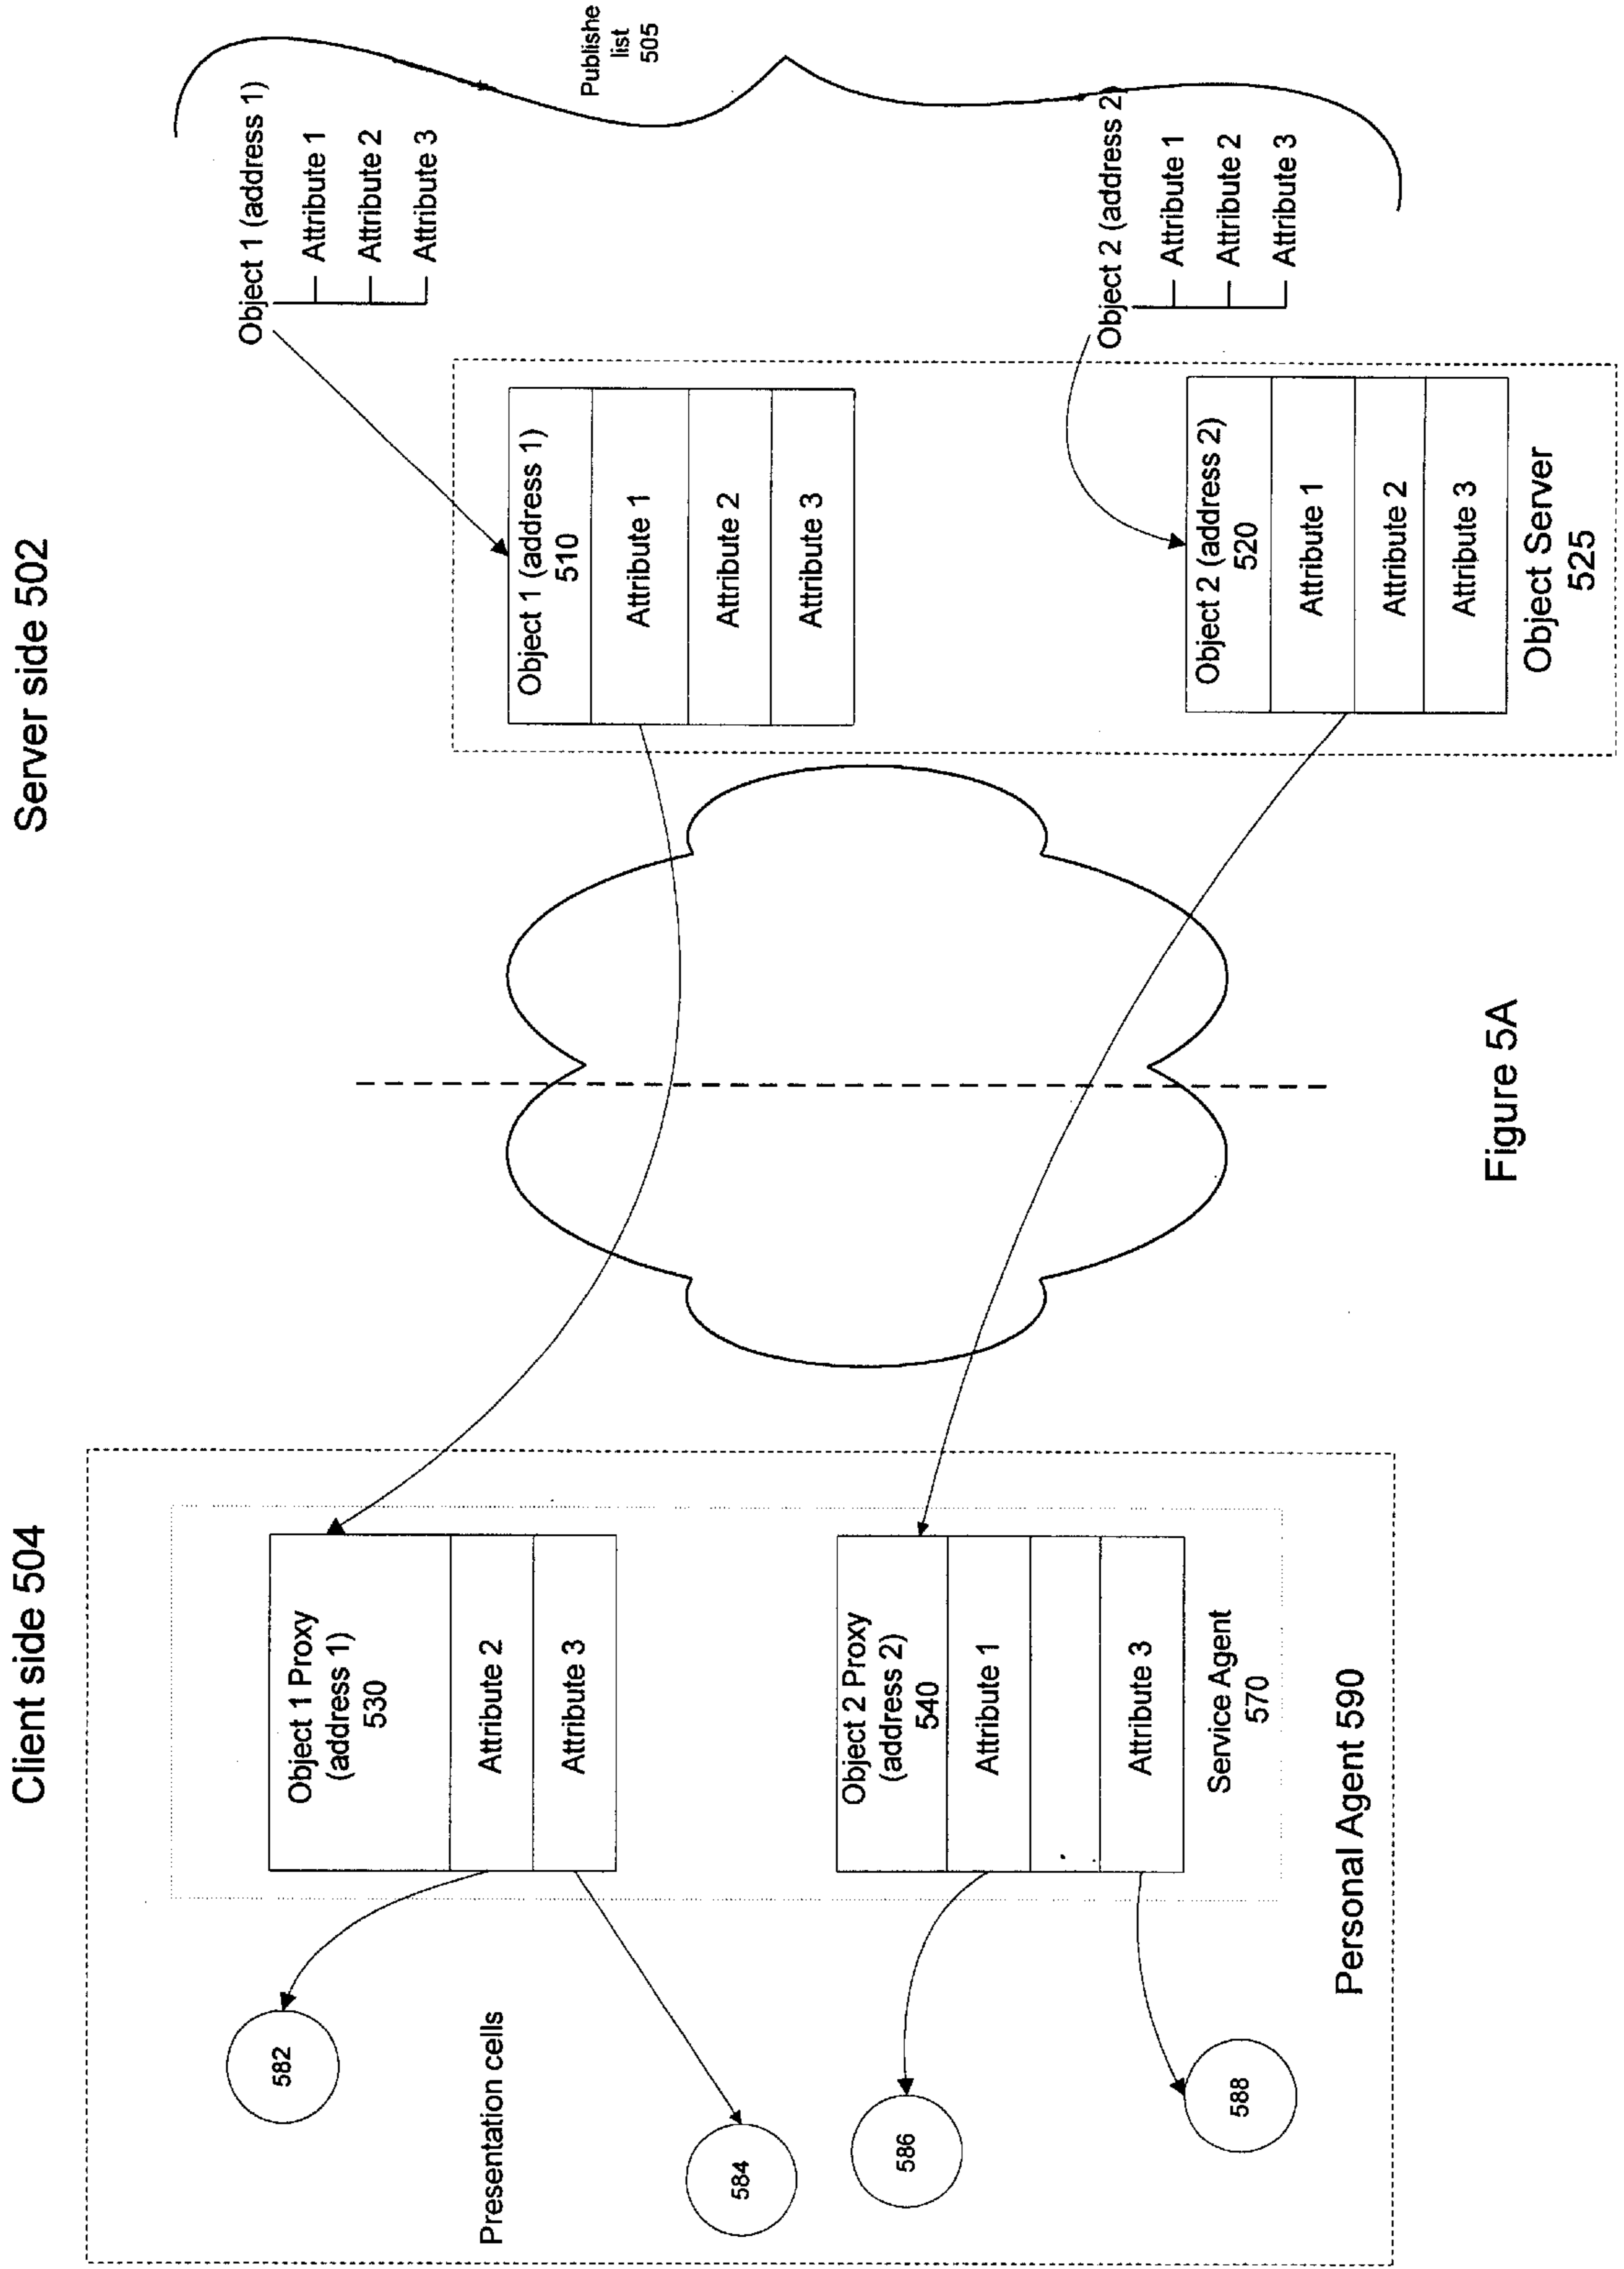 Client side 504
Server side 502
Object 1 Proxy
(address 1)
530
Attribute 2
Attribute 3
Object 2 Proxy
(address 2)
540
Attribute 1
Attribute 3
Service Agent
570
Personal Agent 590
582
Presentation cells
584
586
588
Object 1 (address 1)
510
Attribute 1
Attribute 2
Attribute 3
Object 2 (address 2)
520
Attribute 1
Attribute 2
Attribute 3
Object Server
525
Object 1 (address 1)
Attribute 1
Attribute 2
Attribute 3
Publishe
list
505
Object 2 (address 2)
Attribute 1
Attribute 2
Attribute 3
Figure 5A